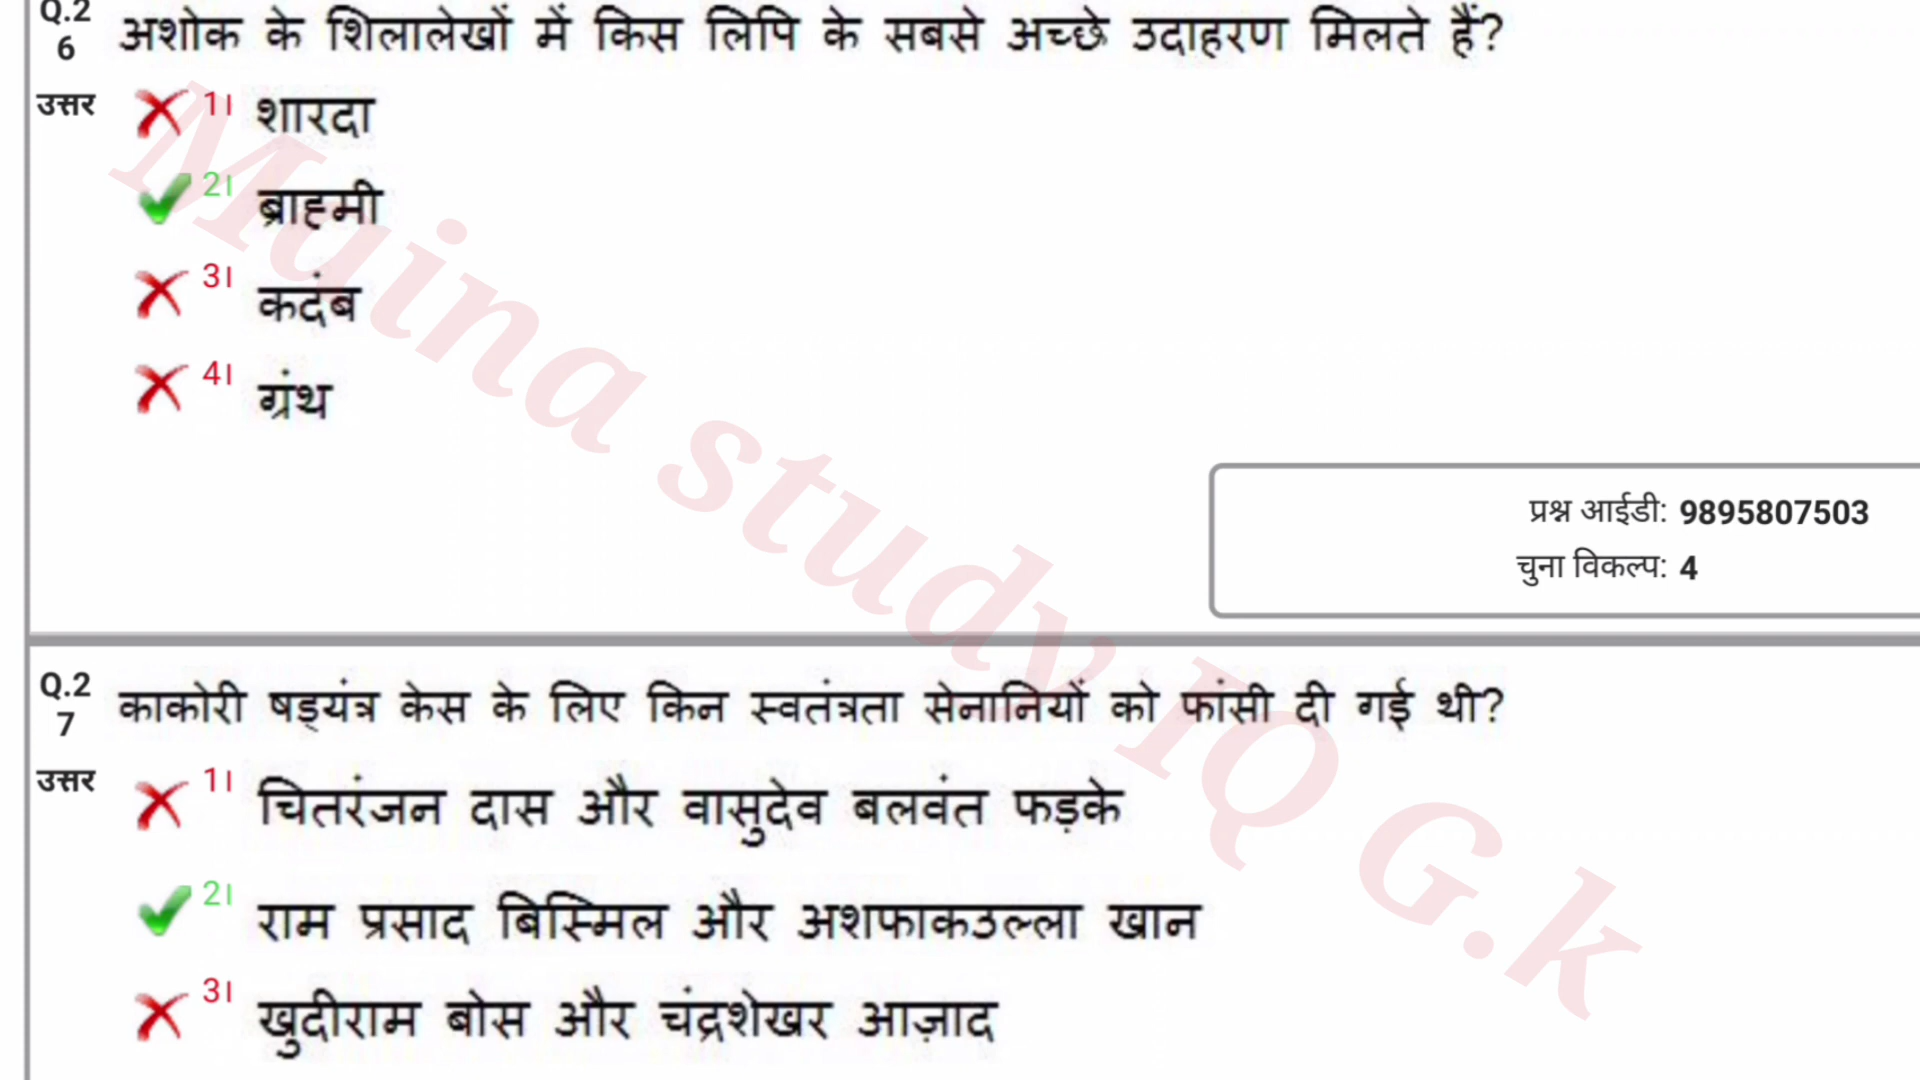 Q.2
6
अशोक के शिलालेखों में किस लिपि के सबसे अच्छे उदाहरण मिलते हैं?
उत्तर
1। शारदा
2। ब्राह्मी
3। कदंब
4। ग्रंथ
प्रश्न आईडी: 9895807503
चुना विकल्प: 4
Q.2
7
काकोरी षड्यंत्र केस के लिए किन स्वतंत्रता सेनानियों को फांसी दी गई थी?
उत्तर
1। चितरंजन दास और वासुदेव बलवंत फड़के
2। राम प्रसाद बिस्मिल और अशफाकउल्ला खान
3। खुदीराम बोस और चंद्रशेखर आज़ाद
Maina study IQ G.k